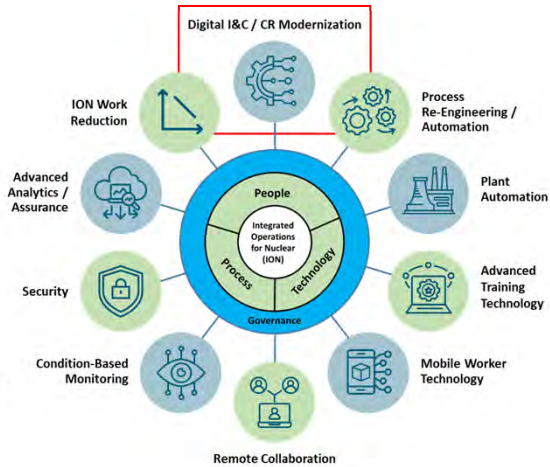 Digital I&C / CR Modernization
ION Work
Reduction
Process
Re-Engineering /
Automation
Advanced
Analytics /
Assurance
Plant
Automation
People
Integrated
Operations
for Nuclear
(ION)
Process
Technology
Governance
Security
Advanced
Training
Technology
Condition-Based
Monitoring
Mobile Worker
Technology
Remote Collaboration